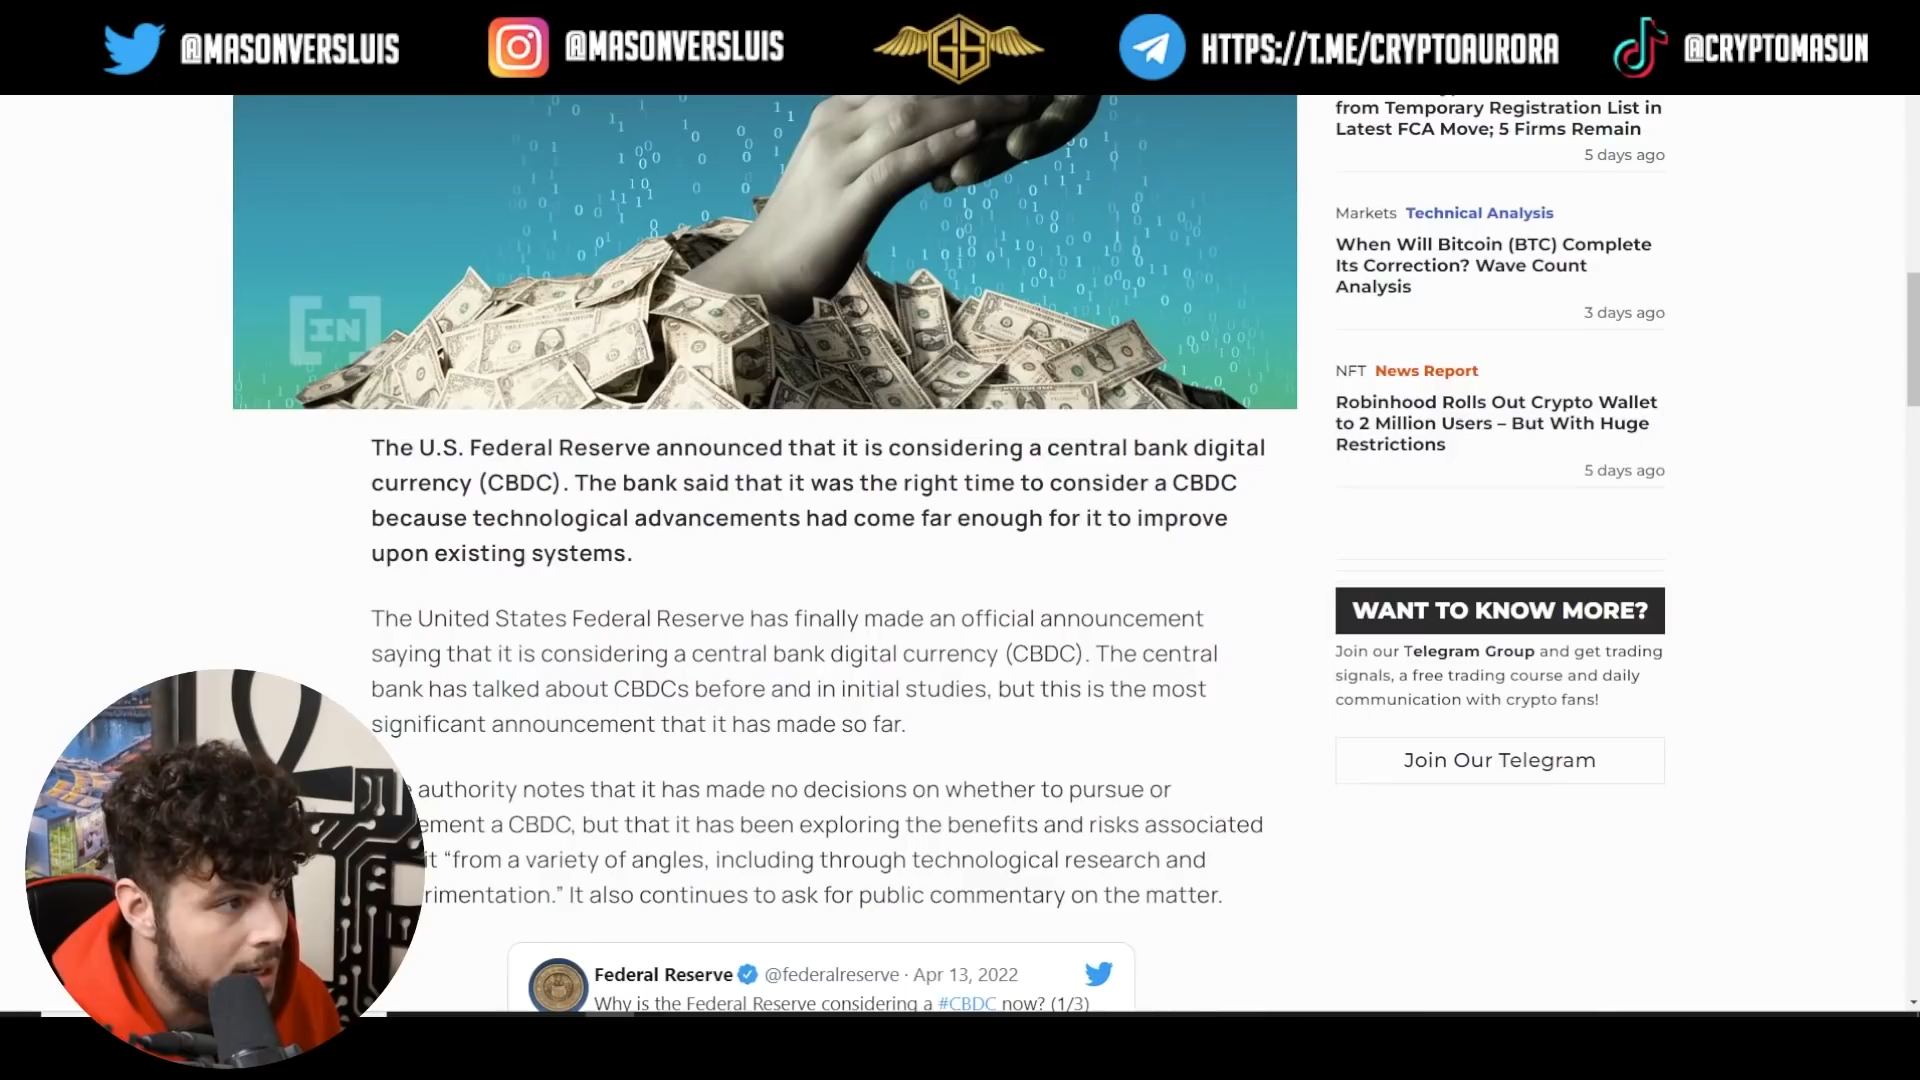 @MASONVERSLUIS
@MASONVERSLUIS
GS
HTTPS://T.ME/CRYPTOAURORA
@CRYPTOMASUN
from Temporary Registration List in
Latest FCA Move; 5 Firms Remain
5 days ago
Markets Technical Analysis
When Will Bitcoin (BTC) Complete
Its Correction? Wave Count
Analysis
3 days ago
NFT News Report
Robinhood Rolls Out Crypto Wallet
to 2 Million Users – But With Huge
Restrictions
5 days ago
WANT TO KNOW MORE?
Join our Telegram Group and get trading
signals, a free trading course and daily
communication with crypto fans!
Join Our Telegram
[IN]
The U.S. Federal Reserve announced that it is considering a central bank digital
currency (CBDC). The bank said that it was the right time to consider a CBDC
because technological advancements had come far enough for it to improve
upon existing systems.
The United States Federal Reserve has finally made an official announcement
saying that it is considering a central bank digital currency (CBDC). The central
bank has talked about CBDCs before and in initial studies, but this is the most
significant announcement that it has made so far.
authority notes that it has made no decisions on whether to pursue or
ement a CBDC, but that it has been exploring the benefits and risks associated
it “from a variety of angles, including through technological research and
rimentation.” It also continues to ask for public commentary on the matter.
Federal Reserve @federalreserve · Apr 13, 2022
Why is the Federal Reserve considering a #CBDC now? (1/3)